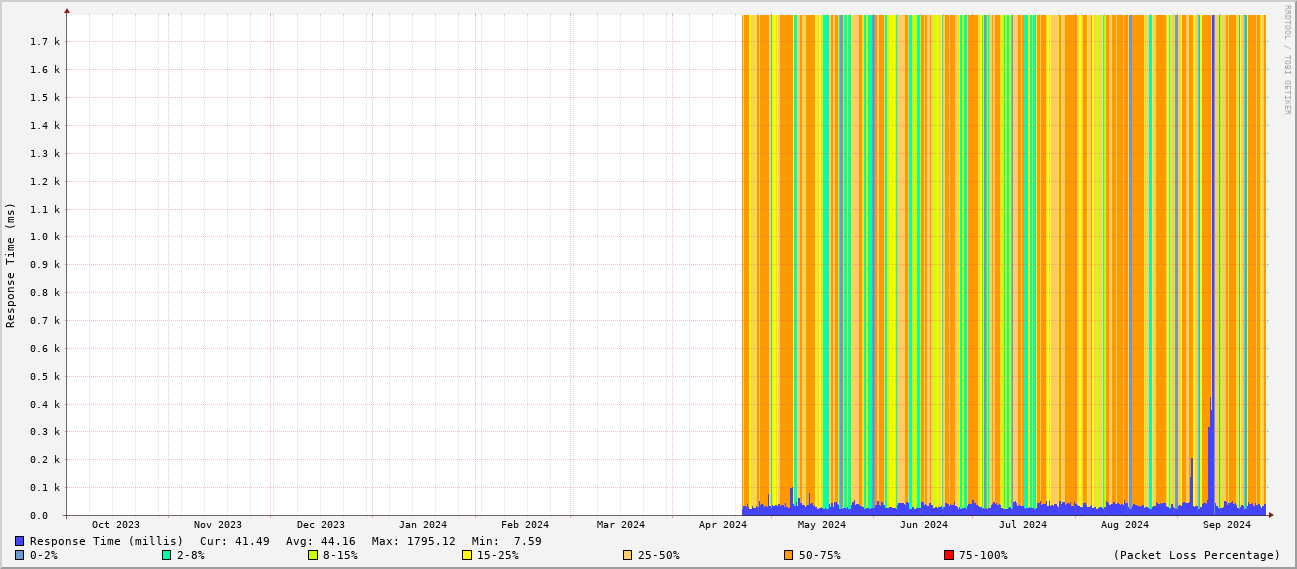 RRDTOOL / TOBI OETIKER
Response Time (ms)
1.7 k
1.6 k
1.5 k
1.4 k
1.3 k
1.2 k
1.1 k
1.0 k
0.9 k
0.8 k
0.7 k
0.6 k
0.5 k
0.4 k
0.3 k
0.2 k
0.1 k
0.0
Oct 2023 Nov 2023 Dec 2023 Jan 2024 Feb 2024 Mar 2024 Apr 2024 May 2024 Jun 2024 Jul 2024 Aug 2024 Sep 2024
Response Time (millis) Cur: 41.49 Avg: 44.16 Max: 1795.12 Min: 7.59
0-2% 2-8% 8-15% 15-25% 25-50% 50-75% 75-100% (Packet Loss Percentage)